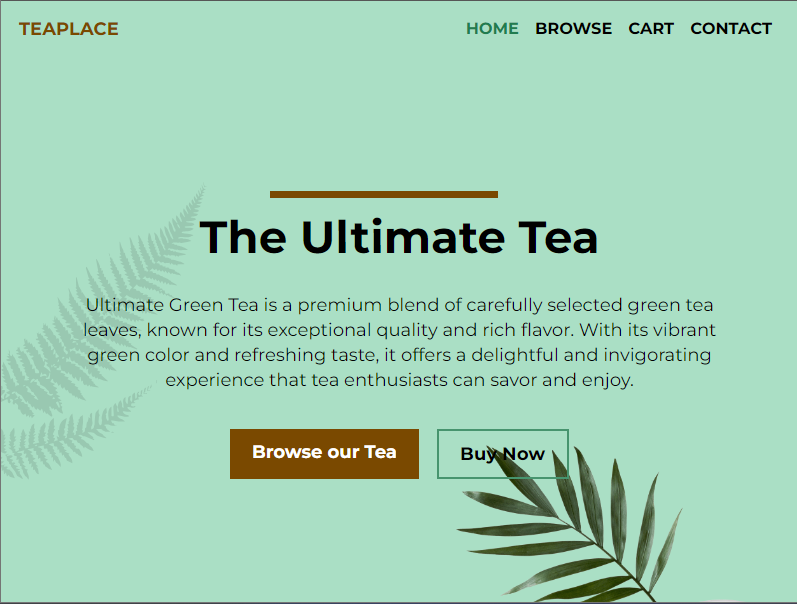 TEAPLACE
HOME BROWSE CART CONTACT
The Ultimate Tea
Ultimate Green Tea is a premium blend of carefully selected green tea
leaves, known for its exceptional quality and rich flavor. With its vibrant
green color and refreshing taste, it offers a delightful and invigorating
experience that tea enthusiasts can savor and enjoy.
Browse our Tea
Buy Now